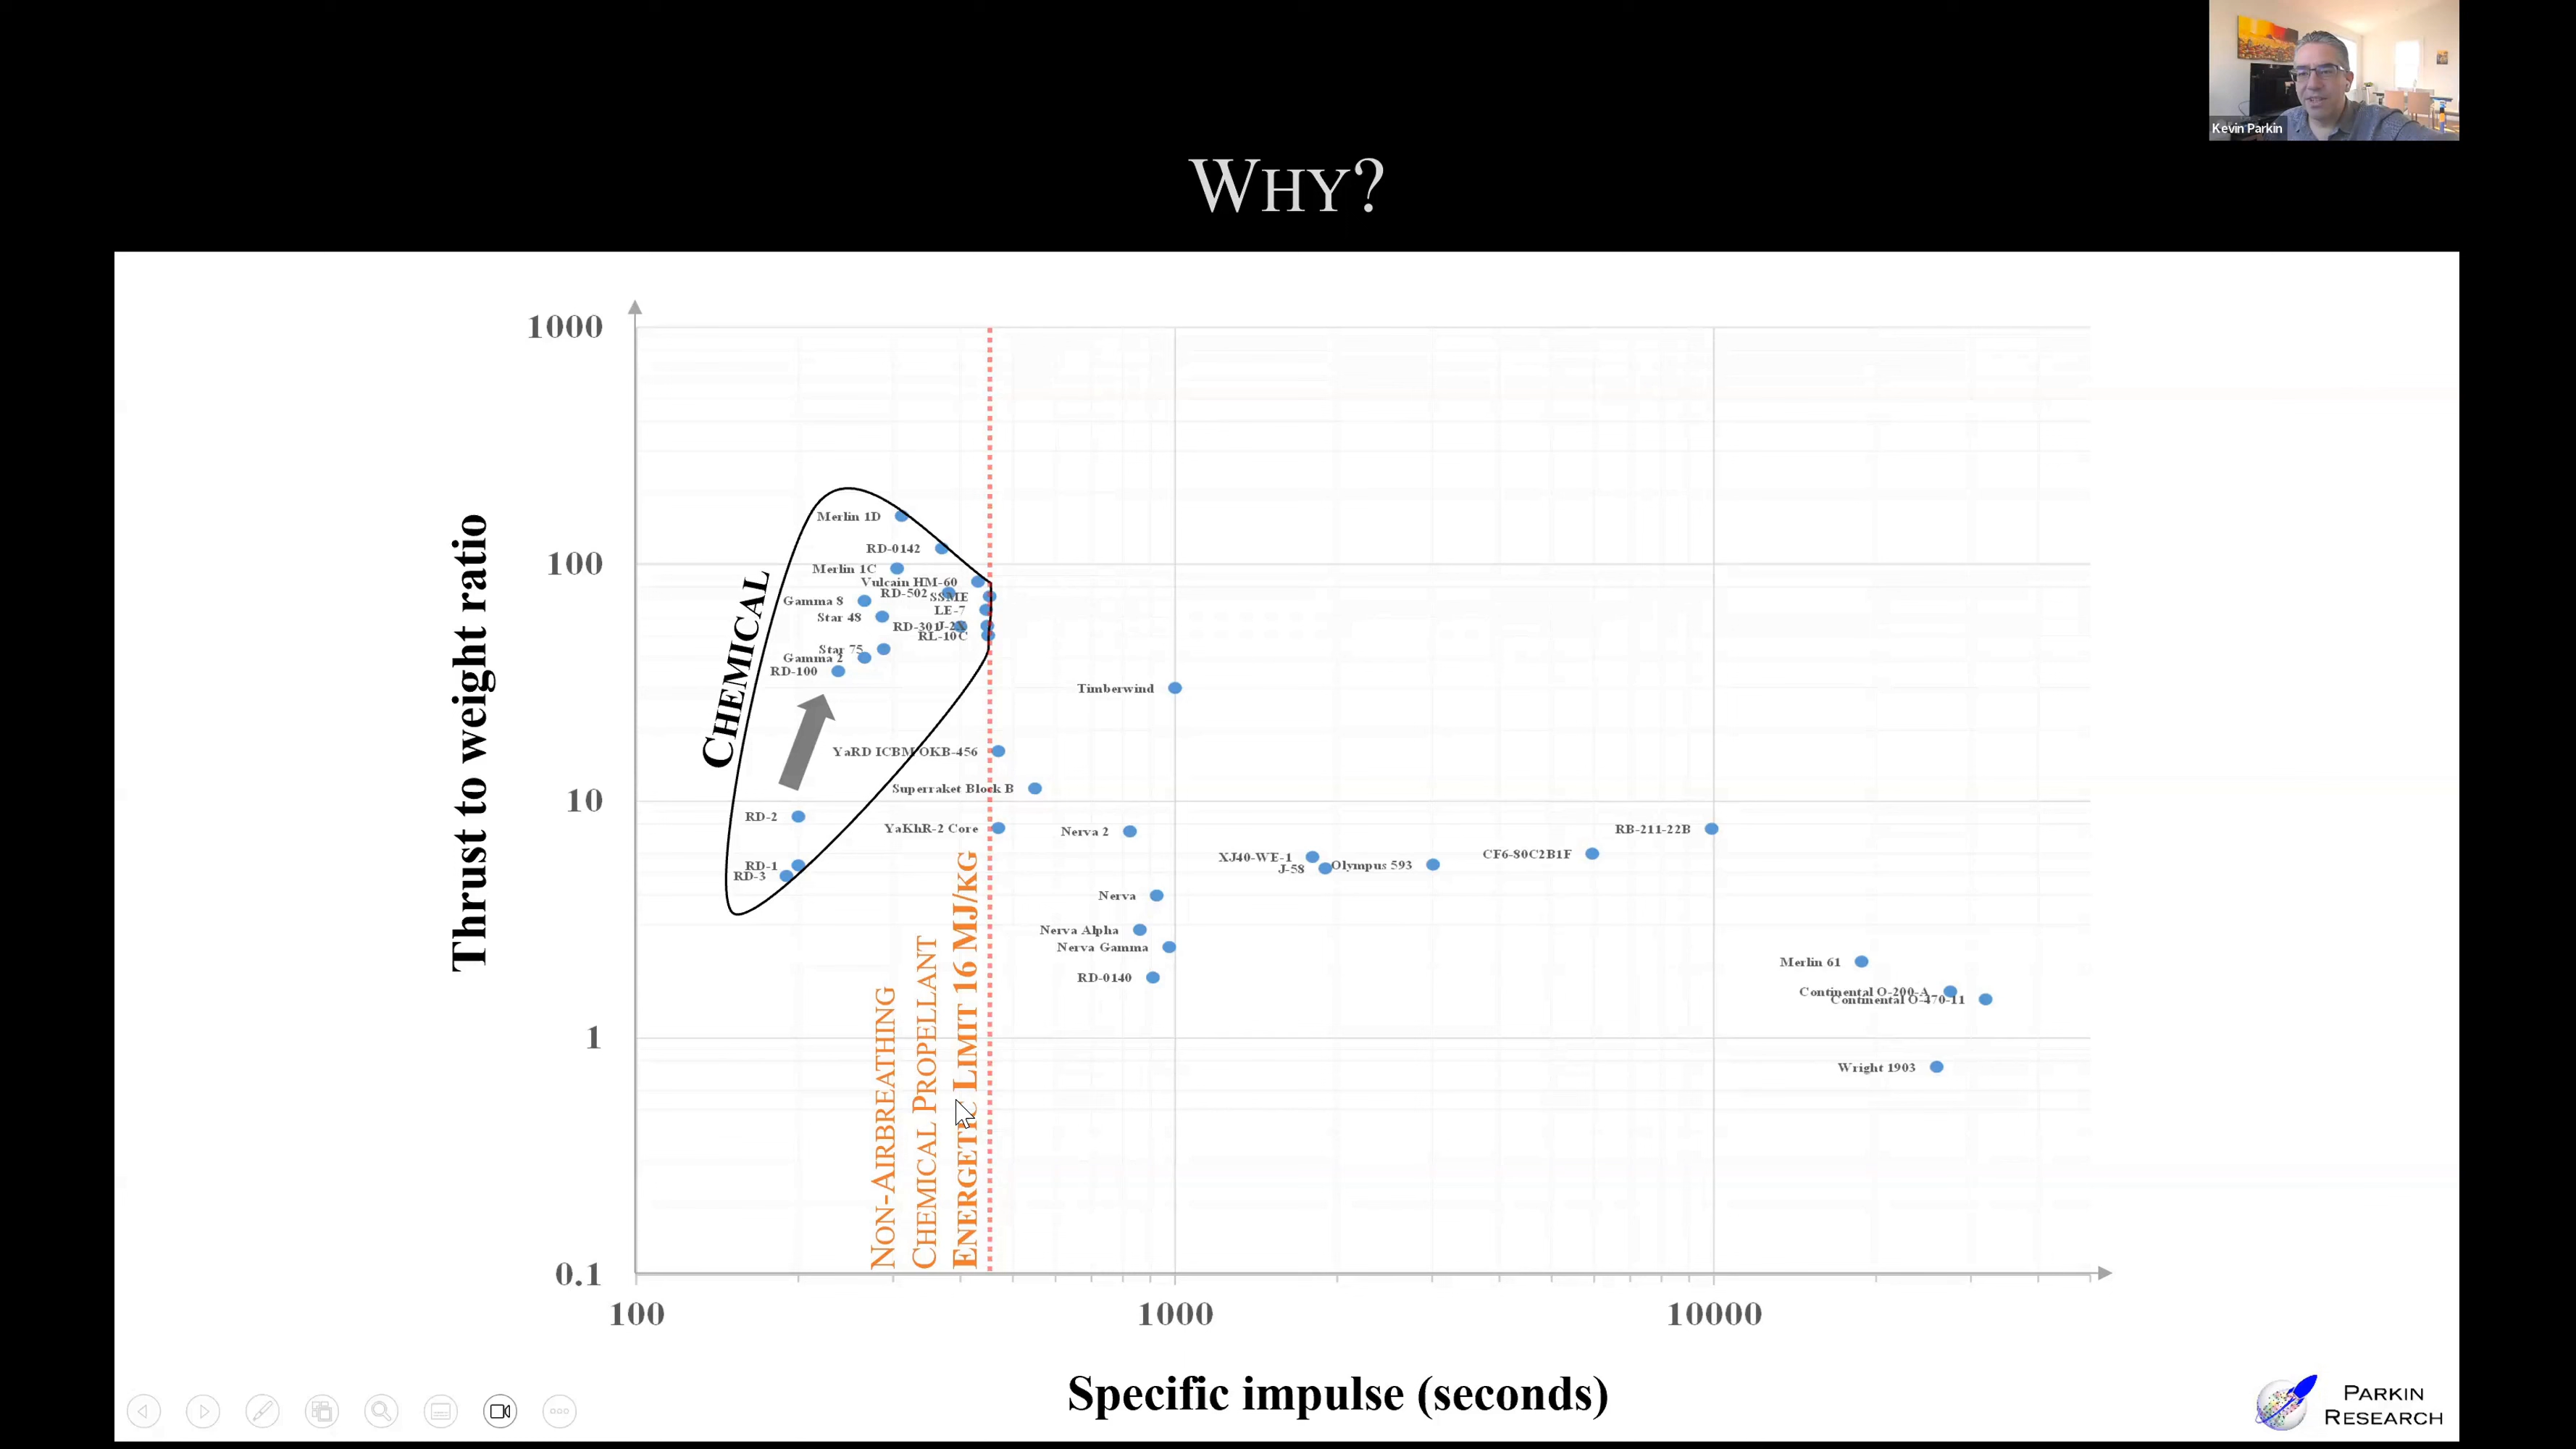 Kevin Parkin
WHY?
1000
100
10
1
0.1
Thrust to weight ratio
CHEMICAL
Merlin 1D
RD-0142
Merlin 1C
Vulcain HM-60
RD-502
SSME
Gamma 8
LE-7
Star 48
RD-301
J-2X
RL-10C
Star 75
Gamma 2
RD-100
Timberwind
YaRD ICBM OKB-456
Superraket Block B
RD-2
YaKhR-2 Core
Nerva 2
RB-211-22B
XJ40-WE-1
CF6-80C2B1F
RD-1
J-58
Olympus 593
RD-3
Nerva
Nerva Alpha
Nerva Gamma
Merlin 61
RD-0140
Continental O-200-A
Continental O-470-11
Wright 1903
NON-AIRBREATHING
CHEMICAL PROPELLANT
ENERGETIC LIMIT 16 MJ/KG
100
1000
10000
Specific impulse (seconds)
PARKIN
RESEARCH